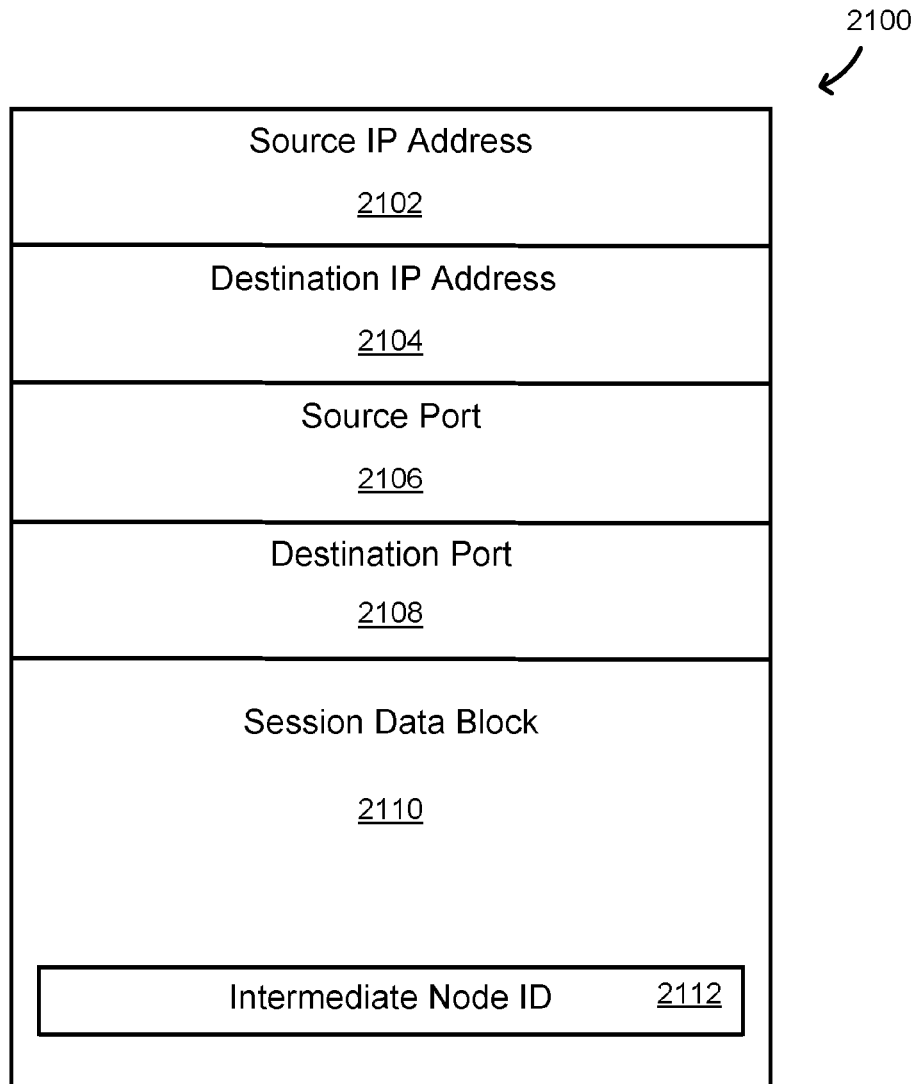 2100
Source IP Address
2102
Destination IP Address
2104
Source Port
2106
Destination Port
2108
Session Data Block
2110
Intermediate Node ID 2112